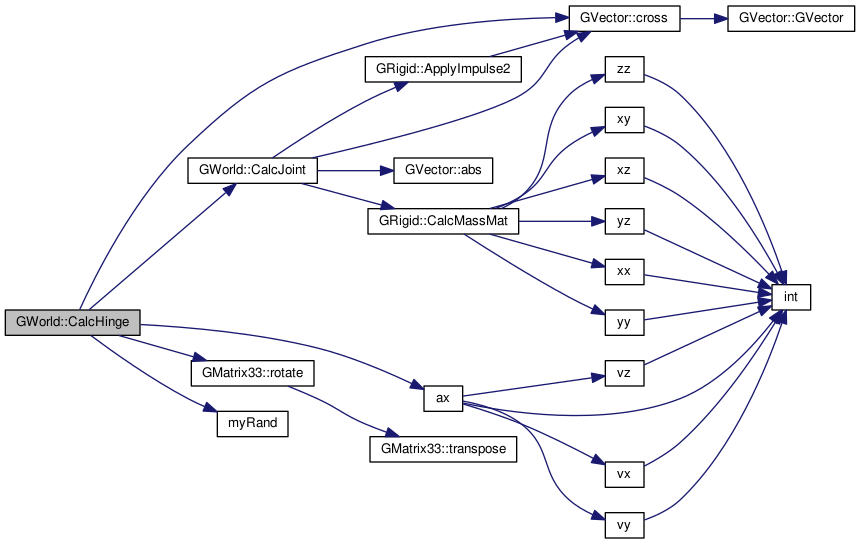 GVector::cross
GVector::GVector
GRigid::ApplyImpulse2
zz
xy
GWorld::CalcJoint
GVector::abs
xz
GRigid::CalcMassMat
yz
xx
int
GWorld::CalcHinge
yy
GMatrix33::rotate
vz
ax
myRand
GMatrix33::transpose
vx
vy